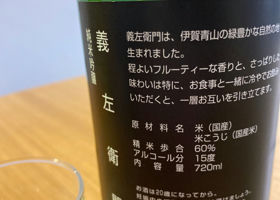 義左衛門
純米吟醸
義左衛門は、伊賀青山の緑豊かな自然の
生まれました。
程よいフルーティーな香りと、さっぱりし
味わいは特に、お食事と一緒に冷やでお飲み
いただくと、一層お互いを引き立てます。
原材料名 米(国産)
米こうじ(国産米)
精米歩合 60%
アルコール分 15度
内容量 720ml
お酒は20歳になってから。